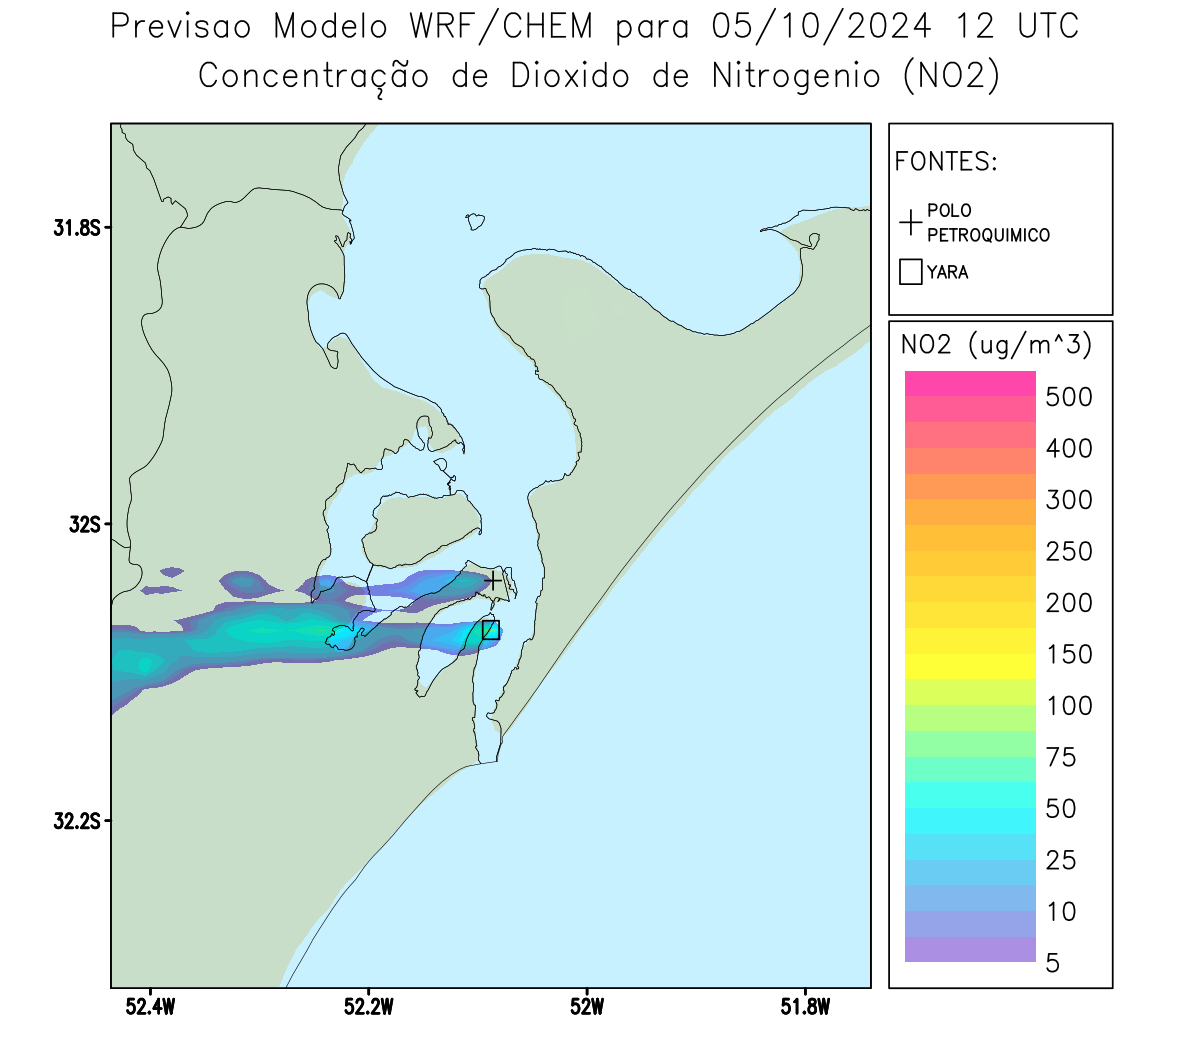 Previsao Modelo WRF/CHEM para 05/10/2024 12 UTC
Concentração de Dioxido de Nitrogenio (NO2)
FONTES:
POLO
PETROQUIMICO
YARA
31.8S
32S
32.2S
52.4W
52.2W
52W
51.8W
NO2 (ug/m^3)
500
400
300
250
200
150
100
75
50
25
10
5